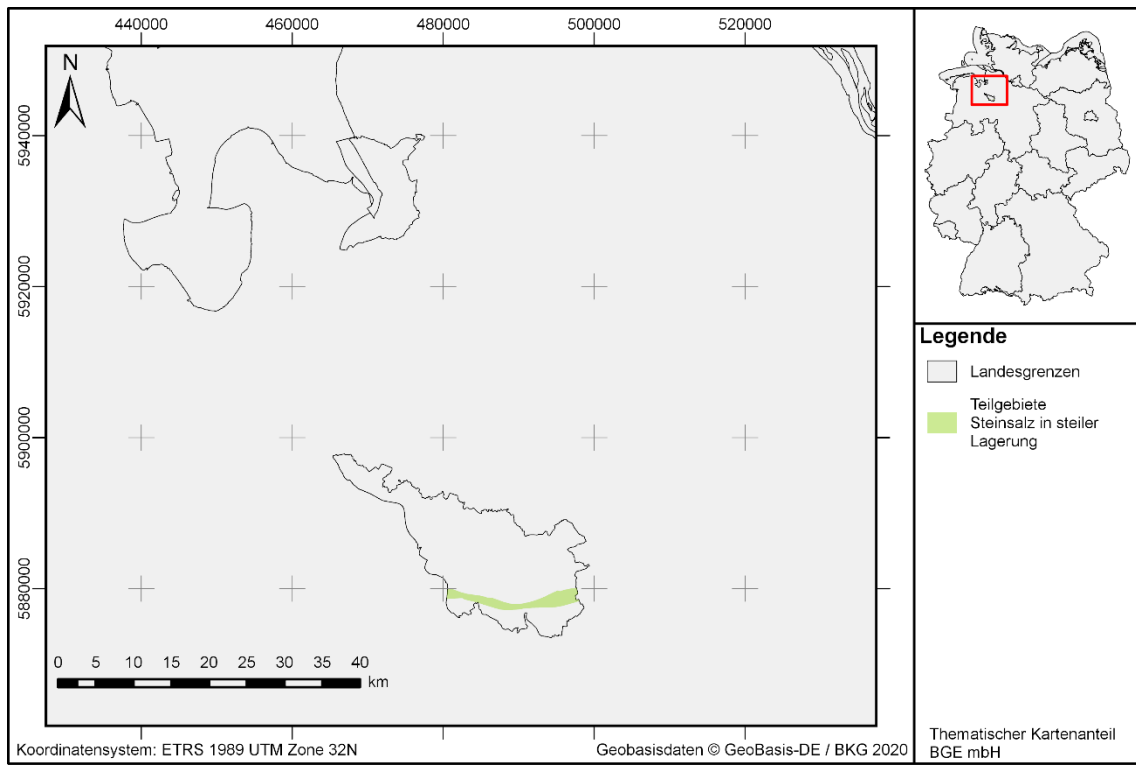 440000 460000 480000 500000 520000
N
5940000
5920000
5900000
5880000
0 5 10 15 20 25 30 35 40
km
Koordinatensystem: ETRS 1989 UTM Zone 32N
Geobasisdaten © GeoBasis-DE / BKG 2020
Legende
Landesgrenzen
Teilgebiete
Steinsalz in steiler
Lagerung
Thematischer Kartenanteil
BGE mbH